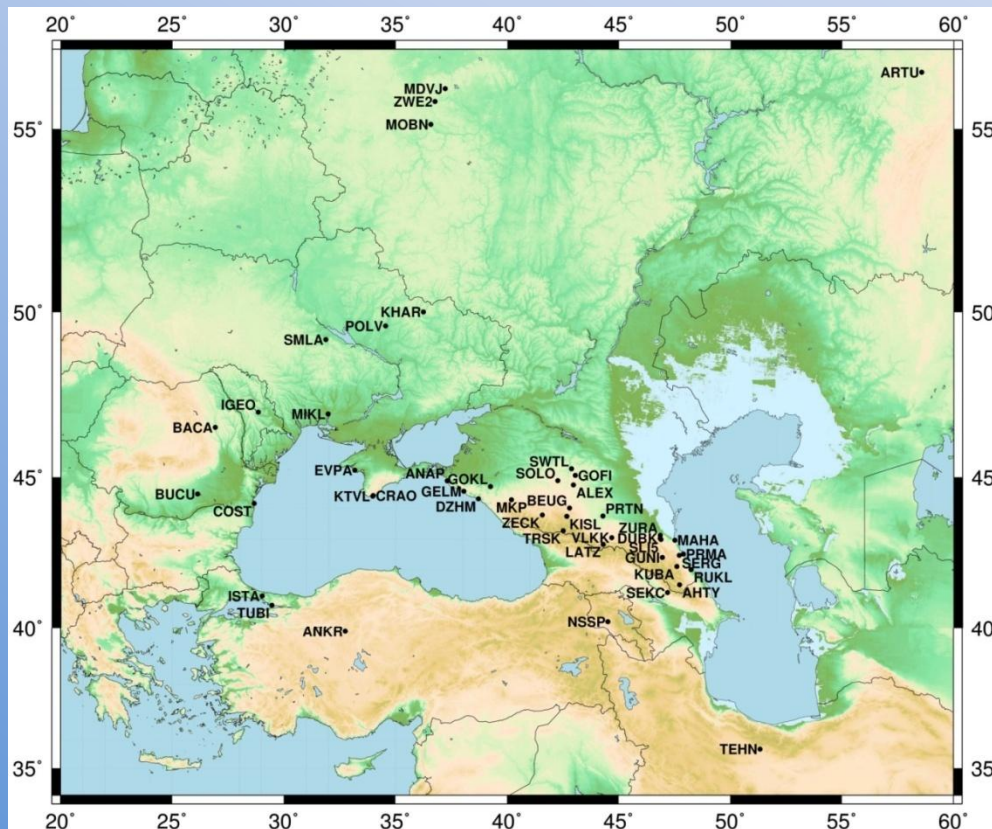 20° 25° 30° 35° 40° 45° 50° 55° 60°
ARTU
MDVJ
ZWE2
MOBN
55° 55°
50° 50°
KHAR
POLV
SMLA
IGEO
MIKL
BACA
45° 45°
EVPA
SWTL
SOLO GOFI
ANAP
GOKL
ALEX
BUCU
KTVL CRAO
GELM
DZHM
COST
MKP BEUG
PRTN
ZECK KISL
ZURA
TRSK VLKK DUBK MAHA
LATZ
GUNI PRMA
SERG
KUBA RUKL
SEKC AHTY
ISTA
TUBI
NSSP
ANKR
40° 40°
TEHN
35° 35°
20° 25° 30° 35° 40° 45° 50° 55° 60°